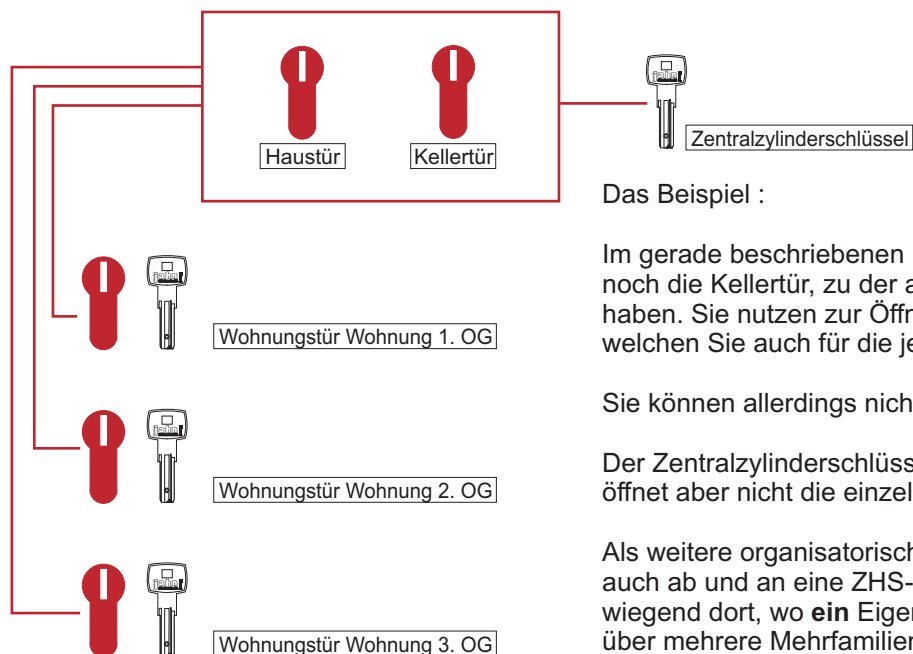 Haustür
Kellertür
Zentralzylinderschlüssel
Das Beispiel :
Im gerade beschriebenen
noch die Kellertür, zu der a
haben. Sie nutzen zur Öffn
welchen Sie auch für die je
Sie können allerdings nich
Der Zentralzylinderschlüss
öffnet aber nicht die einzel
Als weitere organisatorisch
auch ab und an eine ZHS-
wiegend dort, wo ein Eigen
über mehrere Mehrfamilien
Wohnungstür Wohnung 1. OG
Wohnungstür Wohnung 2. OG
Wohnungstür Wohnung 3. OG